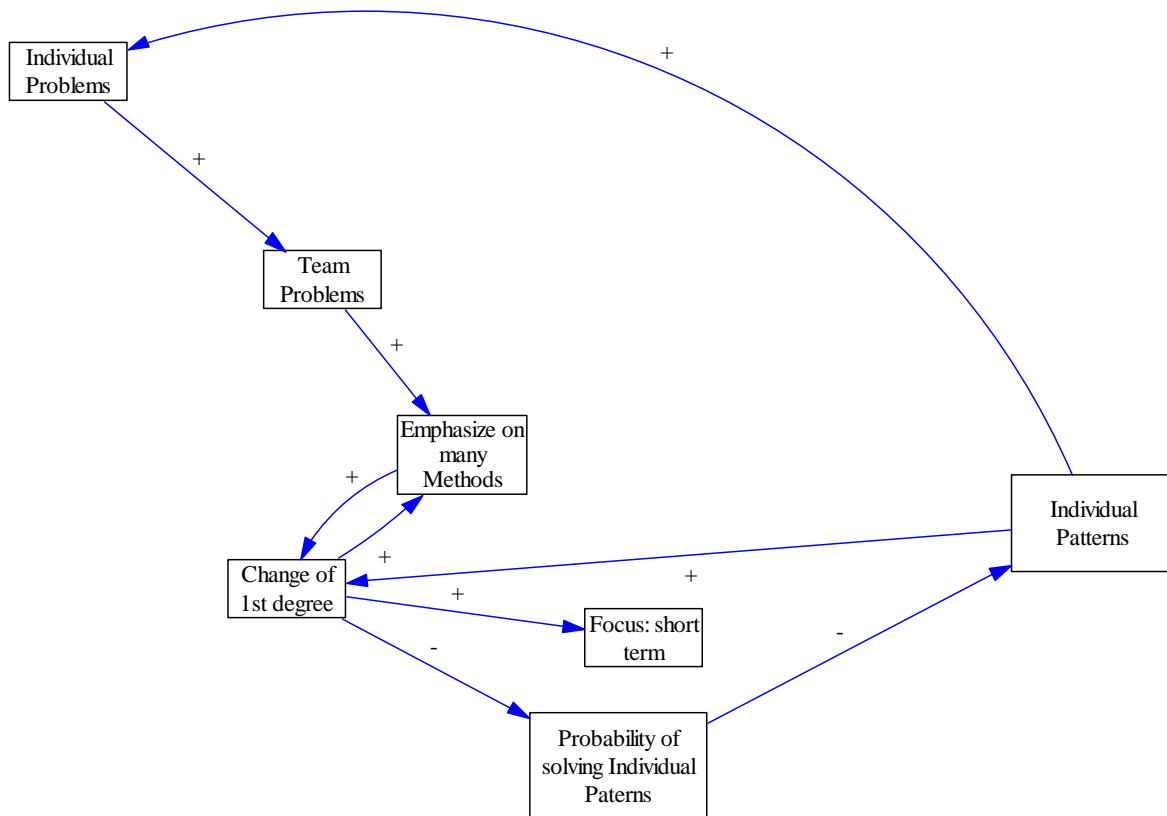 +
Individual
Problems
+
Team
Problems
+
Emphasize on
many
Methods
+
+
Individual
Patterns
Change of
1st degree
+
+
Focus: short
term
-
-
Probability of
solving Individual
Paterns